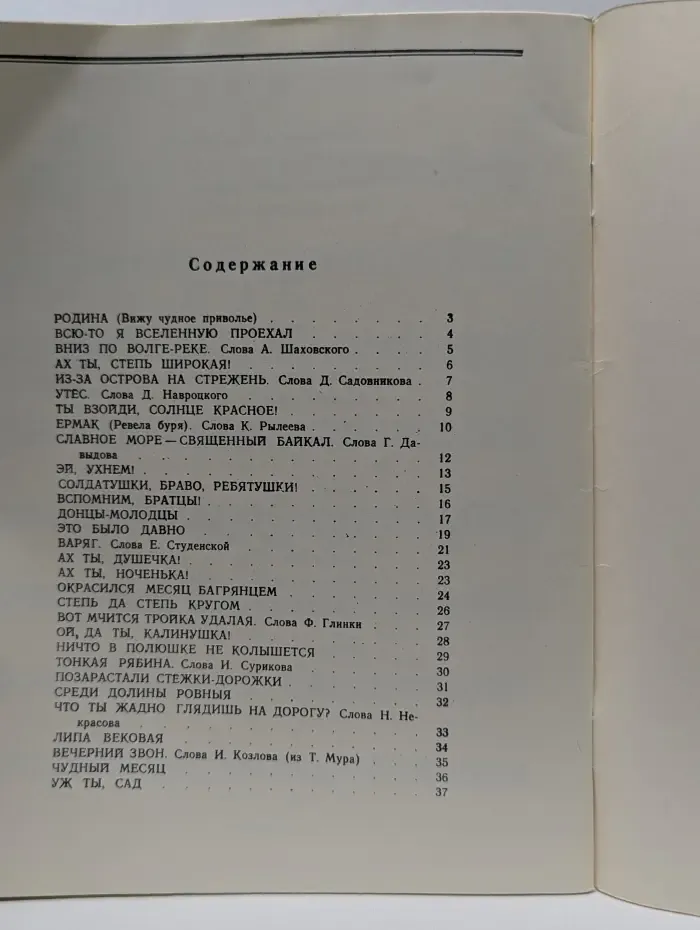 Содержание
РОДИНА (Вижу чудное приволье) . . . . . . . . 3
ВСЮ-ТО Я ВСЕЛЕННУЮ ПРОЕХАЛ . . . . . . 4
ВНИЗ ПО ВОЛГЕ-РЕКЕ. Слова А. Шаховского . . . . 5
АХ ТЫ, СТЕПЬ ШИРОКАЯ! . . . . . . . . . 6
ИЗ-ЗА ОСТРОВА НА СТРЕЖЕНЬ. Слова Д. Садовникова . 7
УТЕС. Слова Д. Навроцкого . . . . . . . . . 8
ТЫ ВЗОЙДИ, СОЛНЦЕ КРАСНОЕ! . . . . . . . 9
ЕРМАК (Ревела буря). Слова К. Рылеева . . . . . . 10
СЛАВНОЕ МОРЕ — СВЯЩЕННЫЙ БАЙКАЛ. Слова Г. Да-
выдова . . . . . . . . . . . . . 12
ЭЙ, УХНЕМ! . . . . . . . . . . . . . 13
СОЛДАТУШКИ, БРАВО, РЕБЯТУШКИ! . . . . . . 15
ВСПОМНИМ, БРАТЦЫ! . . . . . . . . . . 16
ДОНЦЫ-МОЛОДЦЫ . . . . . . . . . . . 17
ЭТО БЫЛО ДАВНО . . . . . . . . . . . 19
ВАРЯГ. Слова Е. Студенской . . . . . . . . . 21
АХ ТЫ, ДУШЕЧКА! . . . . . . . . . . . 23
АХ ТЫ, НОЧЕНЬКА! . . . . . . . . . . . 23
ОКРАСИЛСЯ МЕСЯЦ БАГРЯНЦЕМ . . . . . . . 24
СТЕПЬ ДА СТЕПЬ КРУГОМ . . . . . . . . . 26
ВОТ МЧИТСЯ ТРОЙКА УДАЛАЯ. Слова Ф. Глинки . . . 27
ОЙ, ДА ТЫ, КАЛИНУШКА! . . . . . . . . . 28
НИЧТО В ПОЛЮШКЕ НЕ КОЛЫШЕТСЯ . . . . . 29
ТОНКАЯ РЯБИНА. Слова И. Сурикова . . . . . . 30
ПОЗАРАСТАЛИ СТЕЖКИ-ДОРОЖКИ . . . . . . . 31
СРЕДИ ДОЛИНЫ РОВНЫЯ . . . . . . . . . 32
ЧТО ТЫ ЖАДНО ГЛЯДИШЬ НА ДОРОГУ? Слова Н. Не-
красова . . . . . . . . . . . . . 33
ЛИПА ВЕКОВАЯ . . . . . . . . . . . . 34
ВЕЧЕРНИЙ ЗВОН. Слова И. Козлова (из Т. Мура) . . . 35
ЧУДНЫЙ МЕСЯЦ . . . . . . . . . . . . 36
УЖ ТЫ, САД . . . . . . . . . . . . . 37